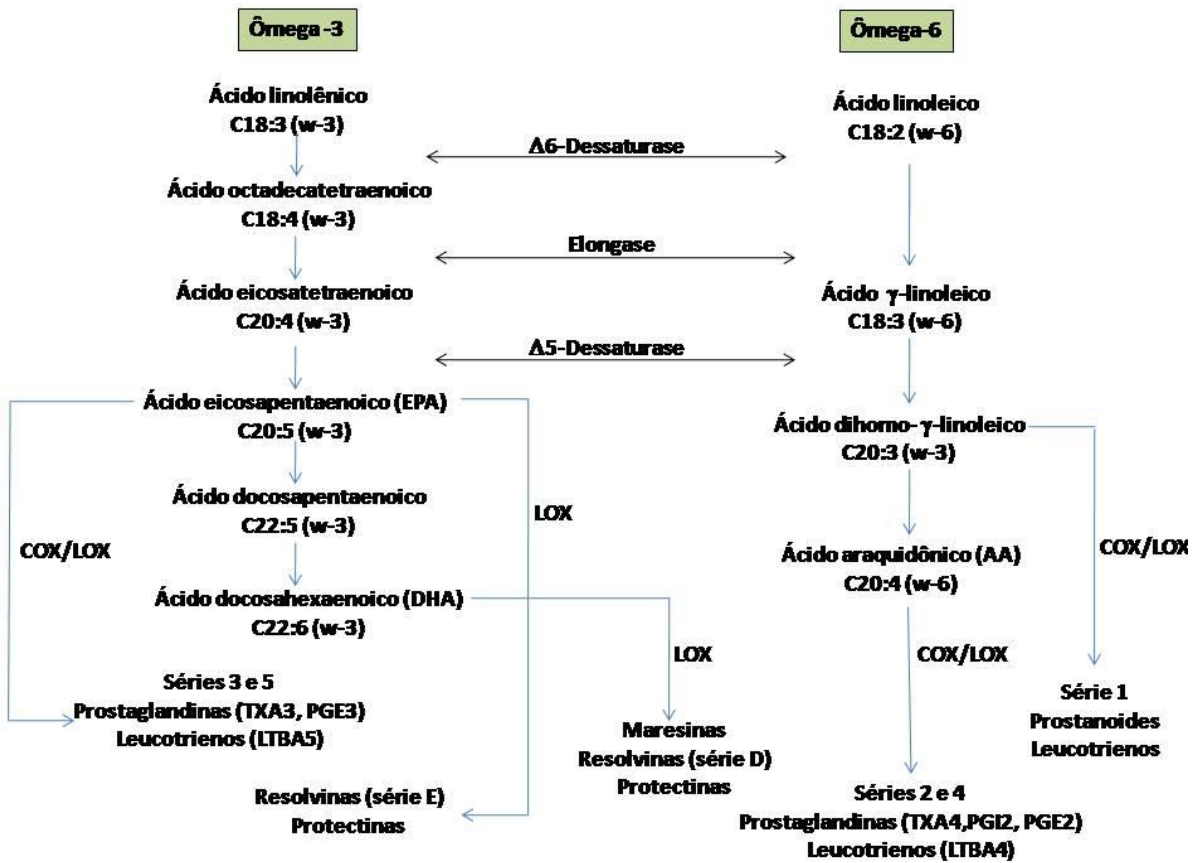 Ômega -3
Ácido linolênico
C18:3 (w-3)
Ácido octadecatetraenoico
C18:4 (w-3)
Ácido eicosatetraenoico
C20:4 (w-3)
Ácido eicosapentaenoico (EPA)
C20:5 (w-3)
Ácido docosapentaenoico
C22:5 (w-3)
Ácido docosahexaenoico (DHA)
C22:6 (w-3)
COX/LOX
Séries 3 e 5
Prostaglandinas (TXA3, PGE3)
Leucotrienos (LTBA5)
LOX
Resolvinas (série E)
Protectinas
LOX
Maresinas
Resolvinas (série D)
Protectinas
Δ6-Dessaturase
Elongase
Δ5-Dessaturase
Ômega-6
Ácido linoleico
C18:2 (w-6)
Ácido γ-linoleico
C18:3 (w-6)
Ácido dihomo- γ-linoleico
C20:3 (w-3)
Ácido araquidônico (AA)
C20:4 (w-6)
COX/LOX
Séries 2 e 4
Prostaglandinas (TXA4,PGI2, PGE2)
Leucotrienos (LTBA4)
COX/LOX
Série 1
Prostanoides
Leucotrienos